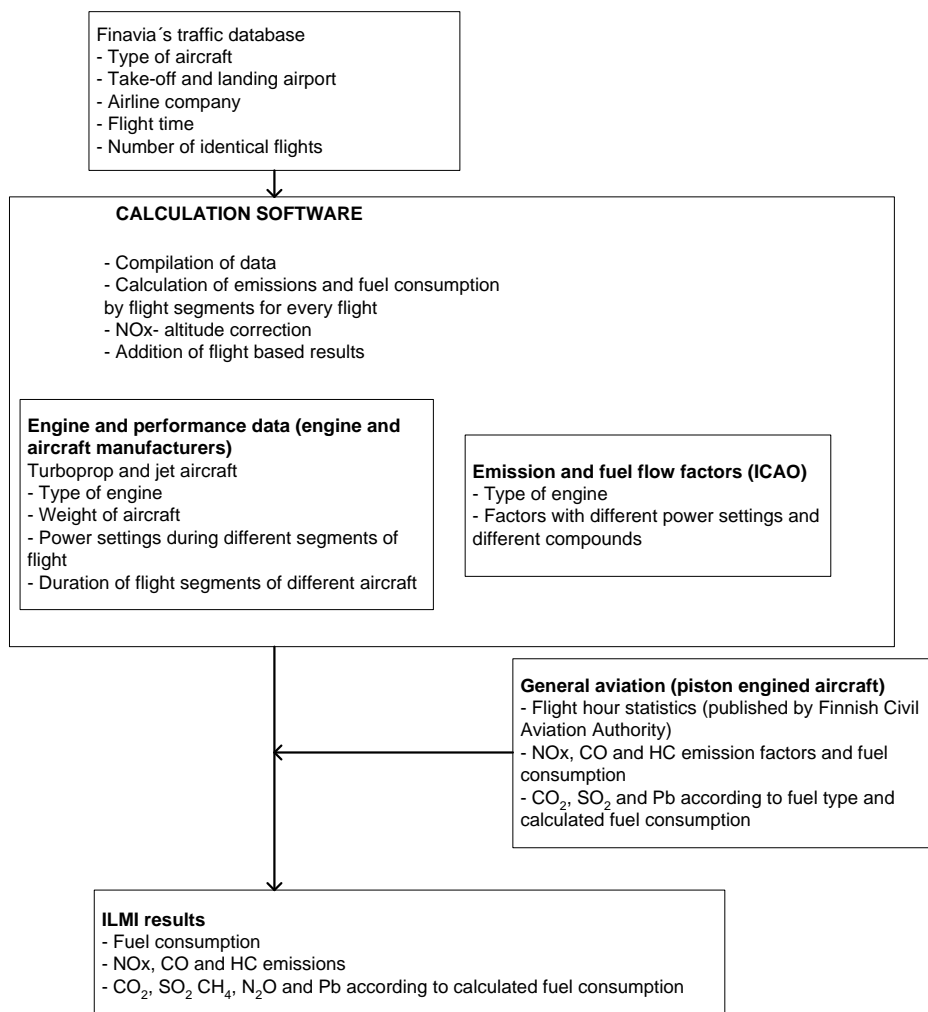 Finavia´s traffic database
- Type of aircraft
- Take-off and landing airport
- Airline company
- Flight time
- Number of identical flights
CALCULATION SOFTWARE
- Compilation of data
- Calculation of emissions and fuel consumption
by flight segments for every flight
- NOx- altitude correction
- Addition of flight based results
Engine and performance data (engine and
aircraft manufacturers)
Turboprop and jet aircraft
- Type of engine
- Weight of aircraft
- Power settings during different segments of
flight
- Duration of flight segments of different aircraft
Emission and fuel flow factors (ICAO)
- Type of engine
- Factors with different power settings and
different compounds
General aviation (piston engined aircraft)
- Flight hour statistics (published by Finnish Civil
Aviation Authority)
- NOx, CO and HC emission factors and fuel
consumption
- CO₂, SO₂ and Pb according to fuel type and
calculated fuel consumption
ILMI results
- Fuel consumption
- NOx, CO and HC emissions
- CO₂, SO₂ CH₄, N₂O and Pb according to calculated fuel consumption